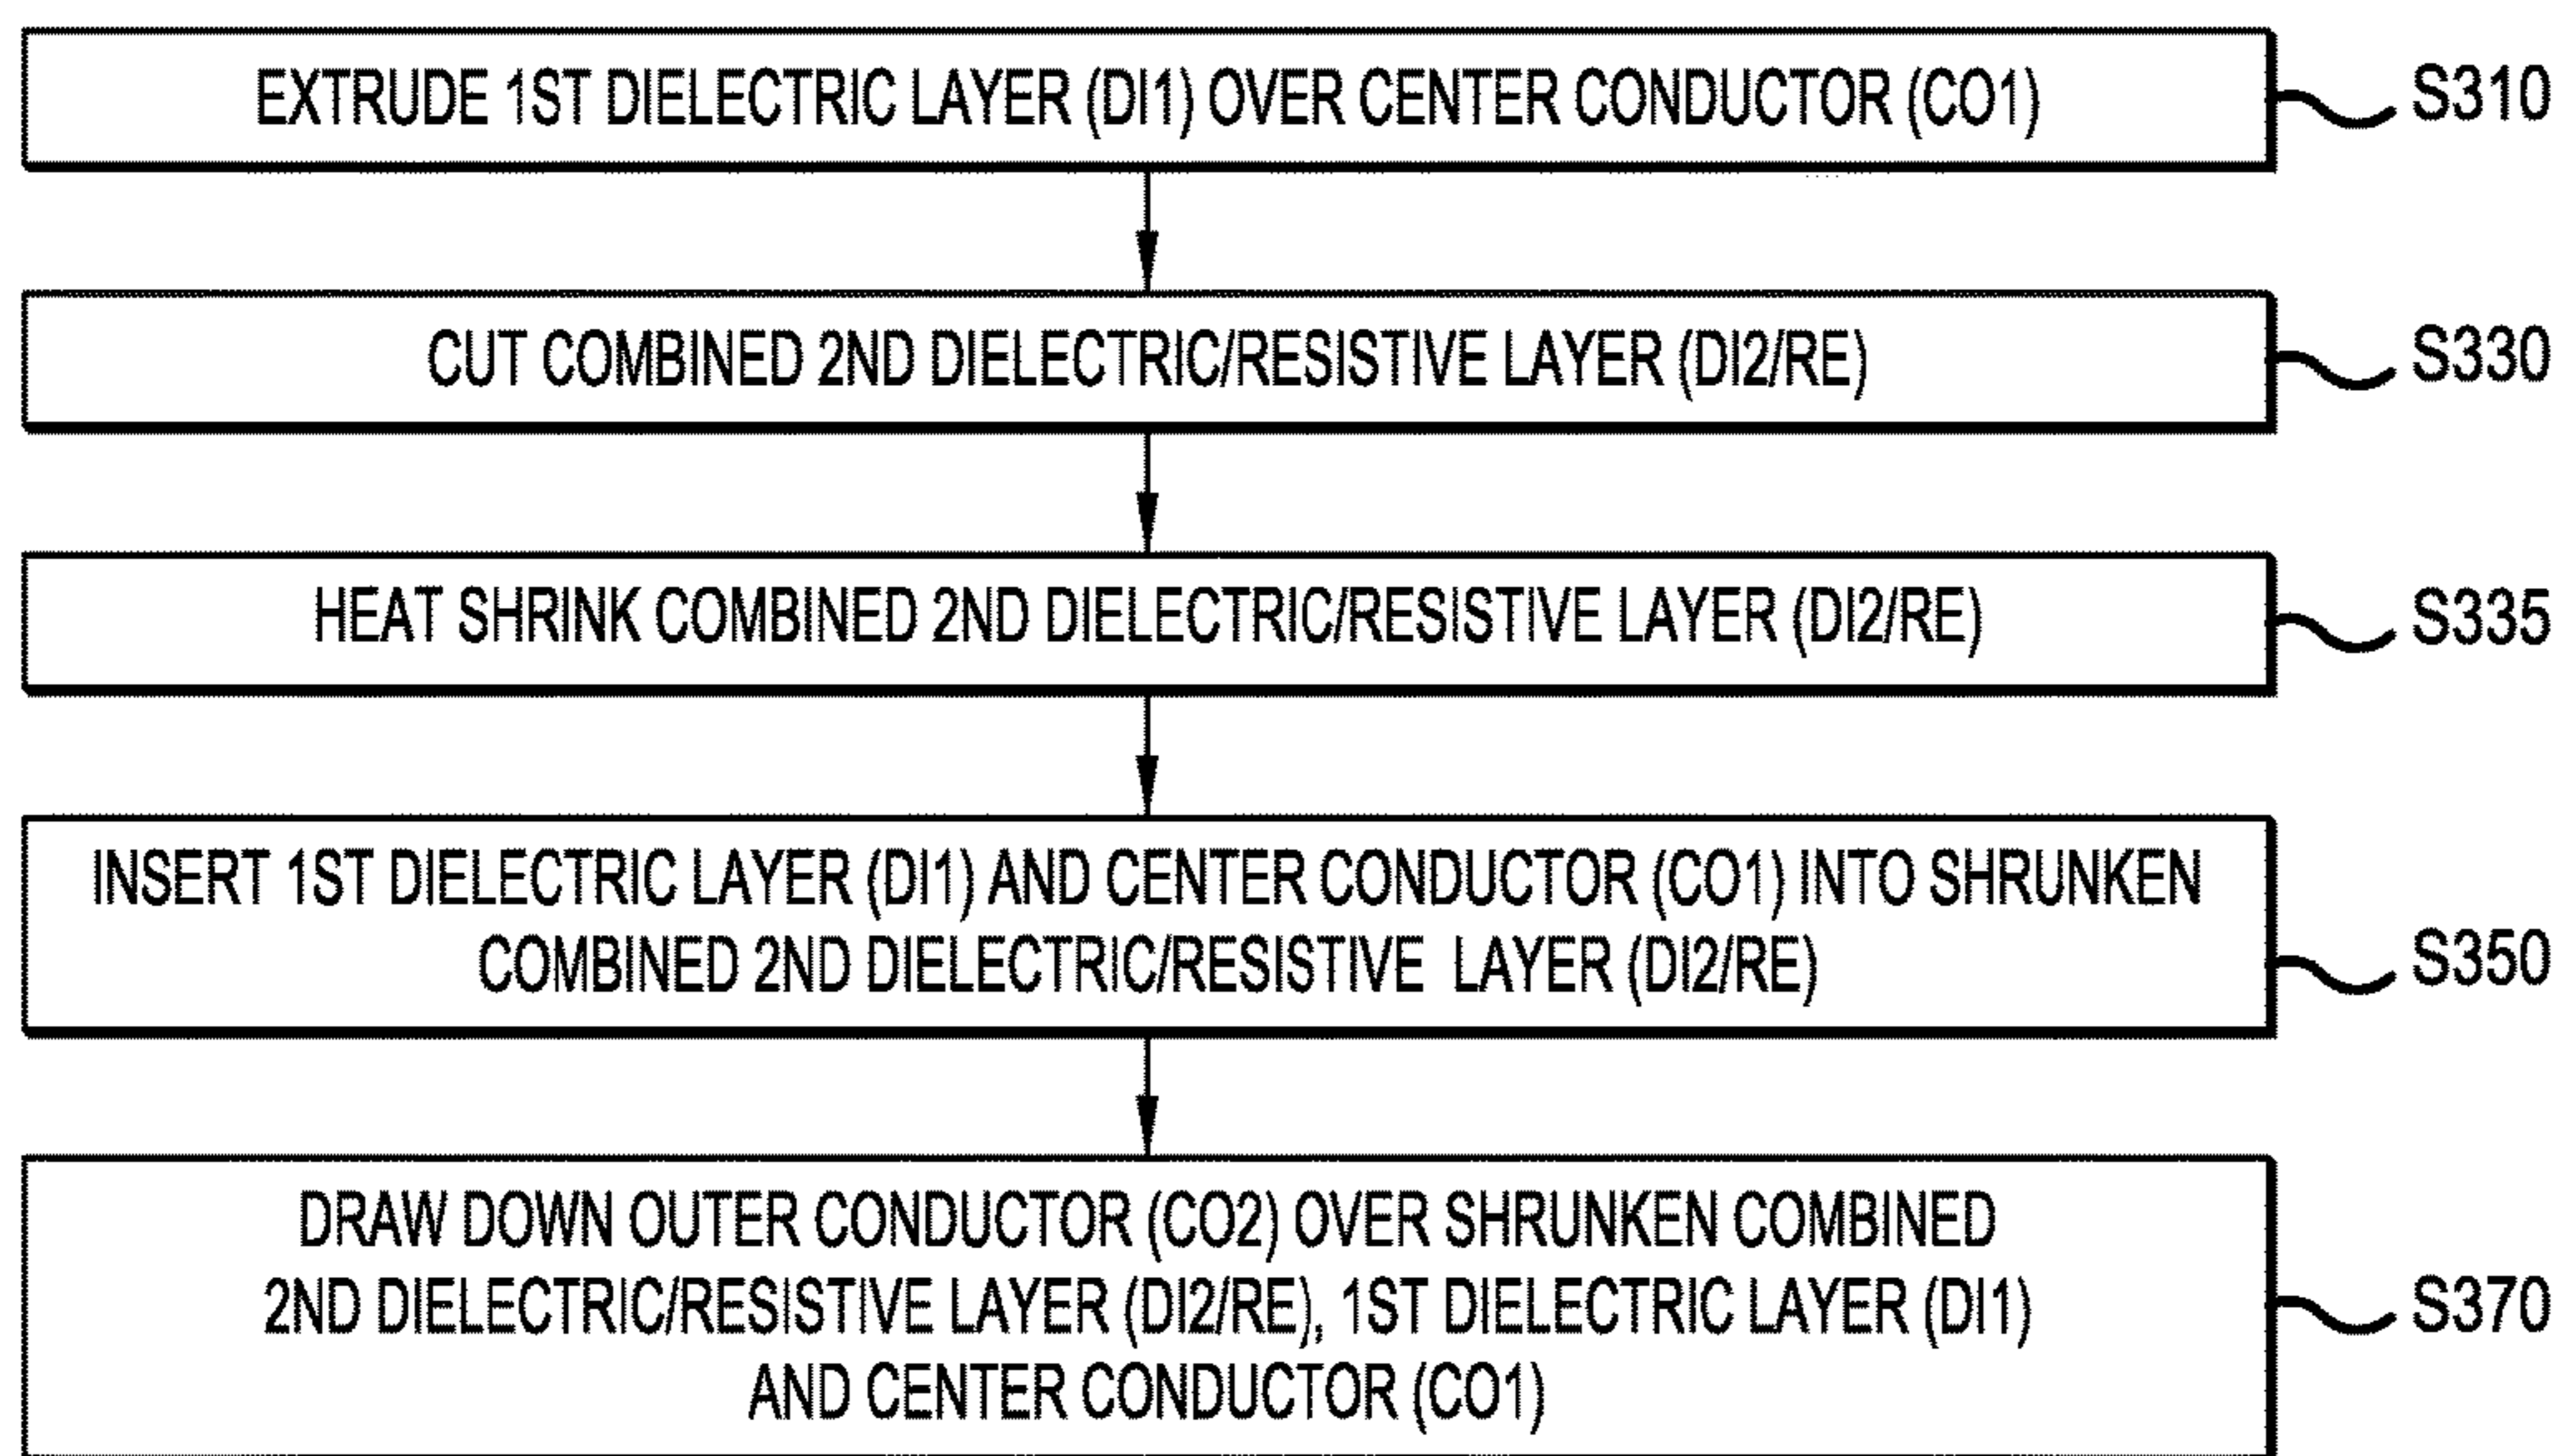 EXTRUDE 1ST DIELECTRIC LAYER (DI1) OVER CENTER CONDUCTOR (CO1)
S310
CUT COMBINED 2ND DIELECTRIC/RESISTIVE LAYER (DI2/RE)
S330
HEAT SHRINK COMBINED 2ND DIELECTRIC/RESISTIVE LAYER (DI2/RE)
S335
INSERT 1ST DIELECTRIC LAYER (DI1) AND CENTER CONDUCTOR (CO1) INTO SHRUNKEN
COMBINED 2ND DIELECTRIC/RESISTIVE LAYER (DI2/RE)
S350
DRAW DOWN OUTER CONDUCTOR (CO2) OVER SHRUNKEN COMBINED
2ND DIELECTRIC/RESISTIVE LAYER (DI2/RE), 1ST DIELECTRIC LAYER (DI1)
AND CENTER CONDUCTOR (CO1)
S370